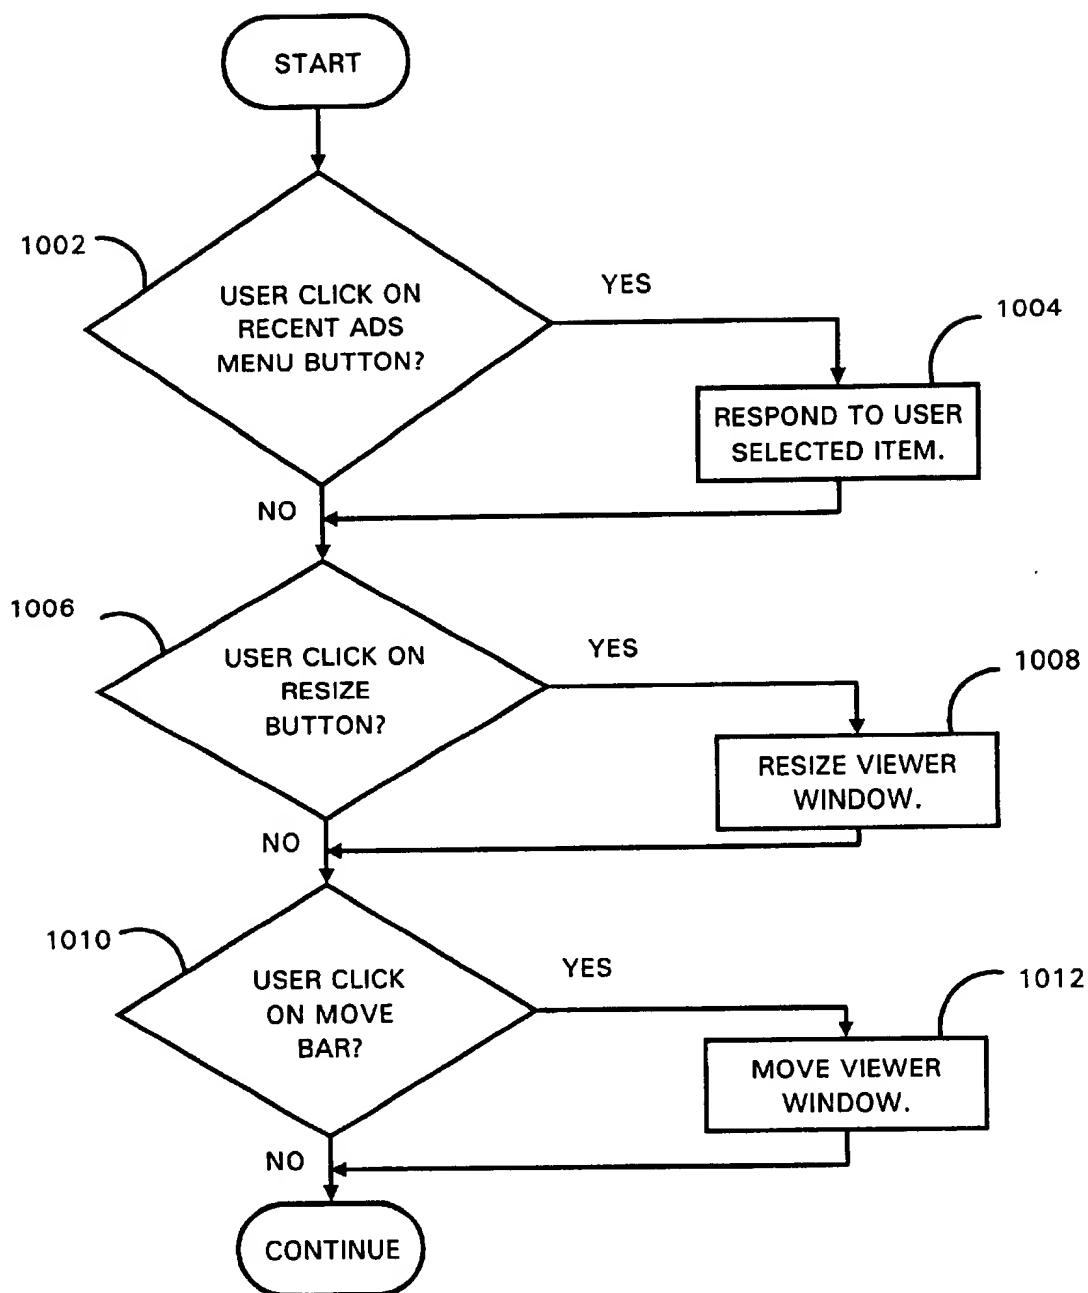 START
1002
USER CLICK ON
RECENT ADS
MENU BUTTON?
YES
1004
RESPOND TO USER
SELECTED ITEM.
NO
1006
USER CLICK ON
RESIZE
BUTTON?
YES
1008
RESIZE VIEWER
WINDOW.
NO
1010
USER CLICK
ON MOVE
BAR?
YES
1012
MOVE VIEWER
WINDOW.
NO
CONTINUE